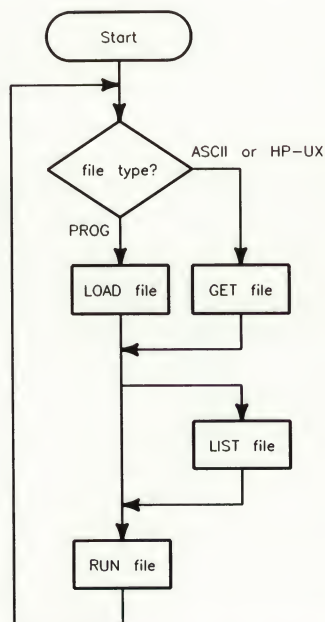 Start
file type?
ASCII or HP-UX
PROG
LOAD file
GET file
LIST file
RUN file